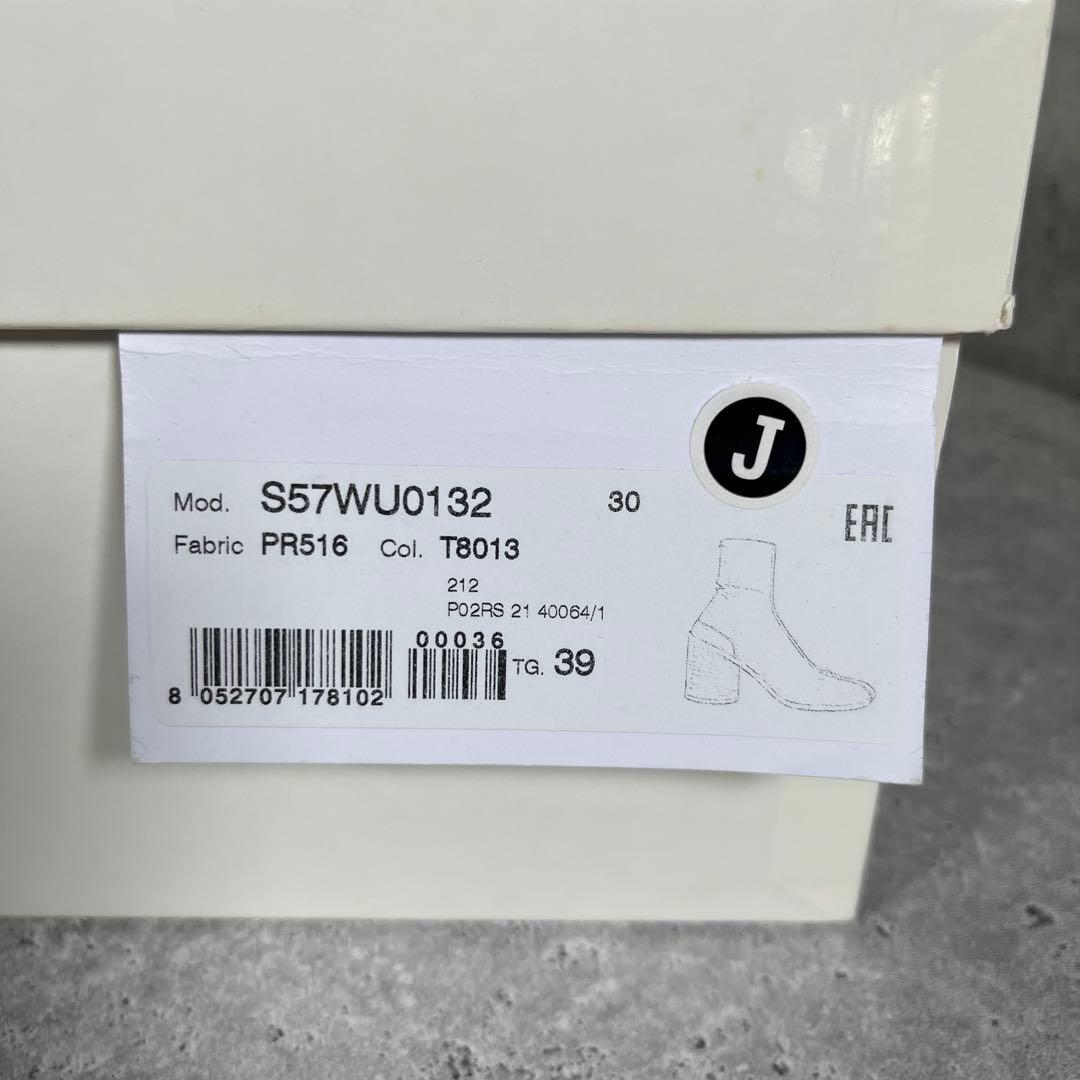 J
Mod. S57WU0132 30
EAC
Fabric PR516 Col. T8013
212
P02RS 21 40064/1
00036
TG. 39
8 052707 178102